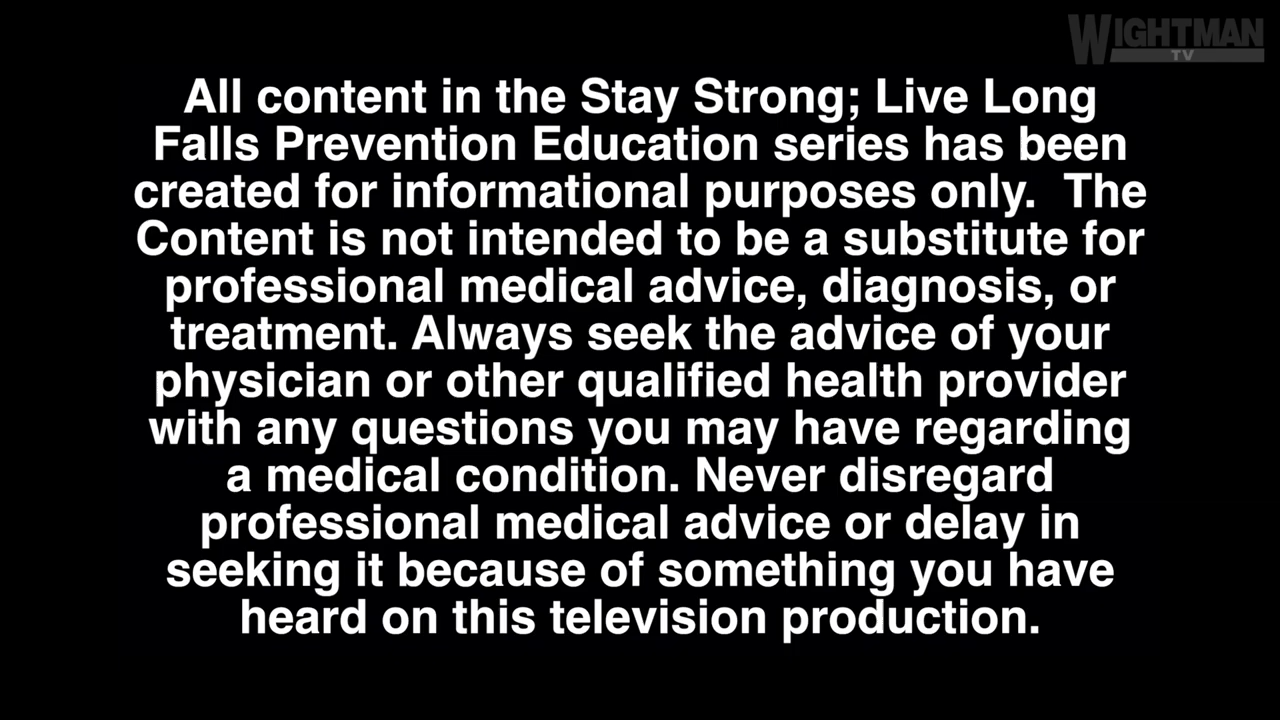 WIGHTMAN
TV
All content in the Stay Strong; Live Long
Falls Prevention Education series has been
created for informational purposes only.  The
Content is not intended to be a substitute for
professional medical advice, diagnosis, or
treatment. Always seek the advice of your
physician or other qualified health provider
with any questions you may have regarding
a medical condition. Never disregard
professional medical advice or delay in
seeking it because of something you have
heard on this television production.